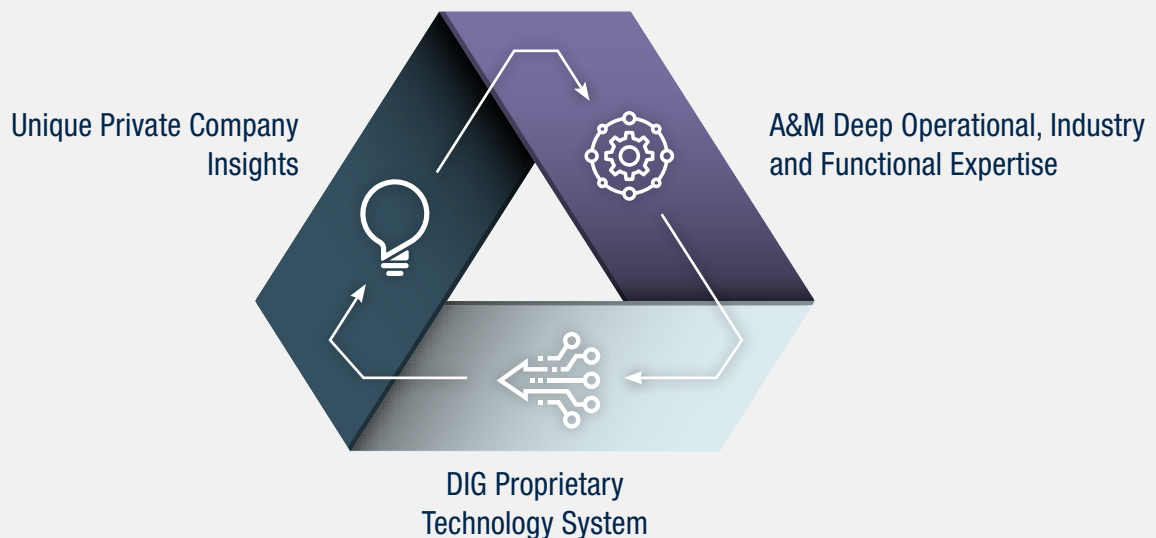 Unique Private Company
Insights
A&M Deep Operational, Industry
and Functional Expertise
DIG Proprietary
Technology System